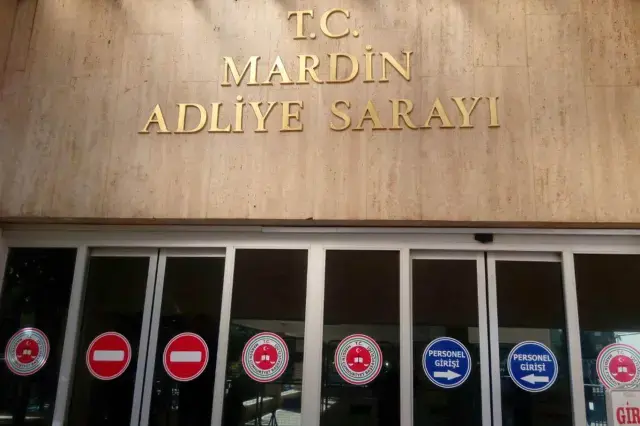 T.C.
MARDİN
ADLİYE SARAYI
PERSONEL
GİRİŞİ
PERSONEL
GİRİŞİ